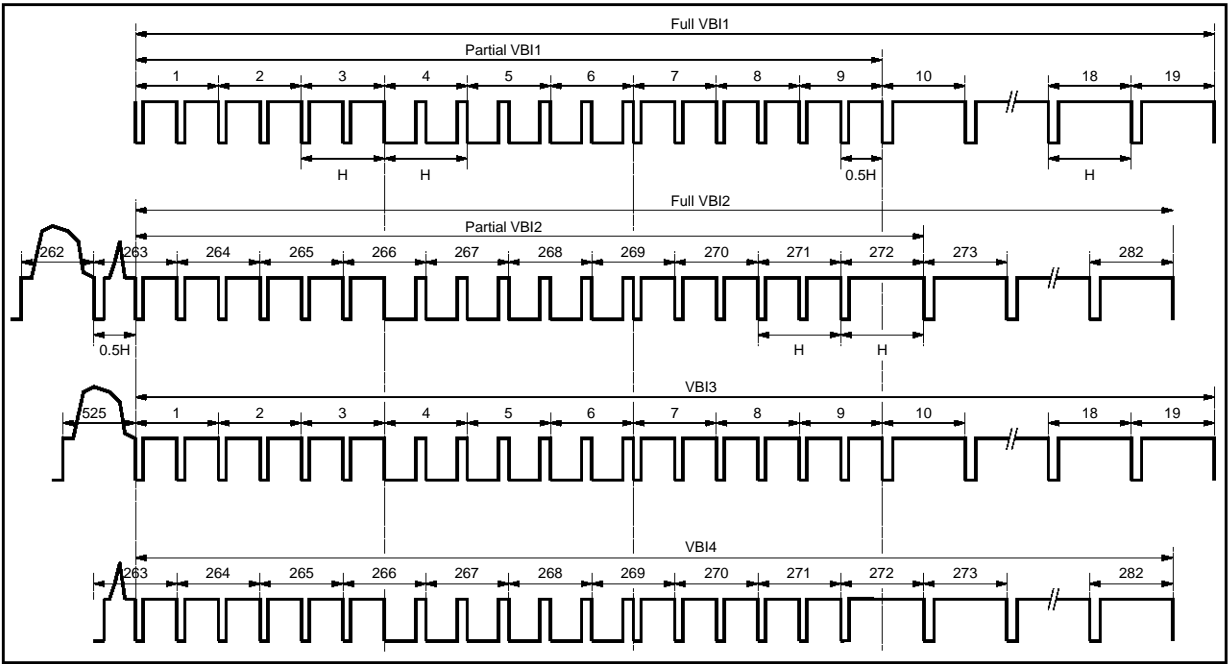 Full VBI1
Partial VBI1
1 2 3 4 5 6 7 8 9 10 18 19
H H 0.5H H
Full VBI2
Partial VBI2
262 263 264 265 266 267 268 269 270 271 272 273 282
0.5H H H
VBI3
525 1 2 3 4 5 6 7 8 9 10 18 19
VBI4
263 264 265 266 267 268 269 270 271 272 273 282